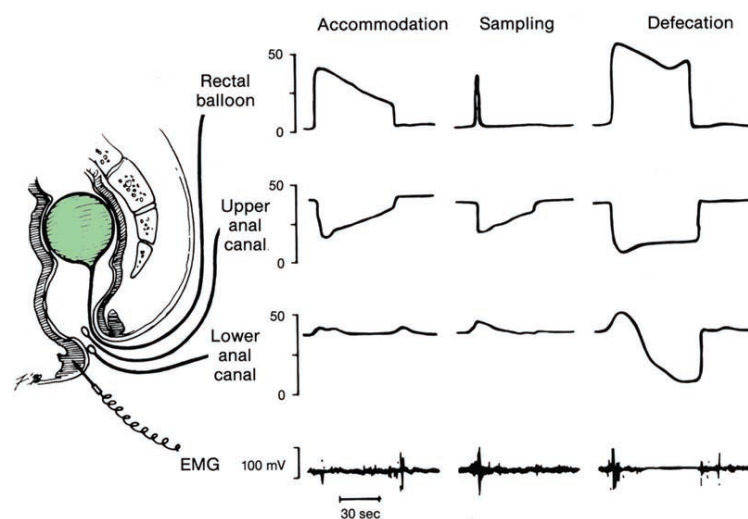 Accommodation Sampling Defecation
Rectal
balloon
50
0
Upper
anal
canal
50
0
Lower
anal
canal
50
0
EMG
100 mV
30 sec